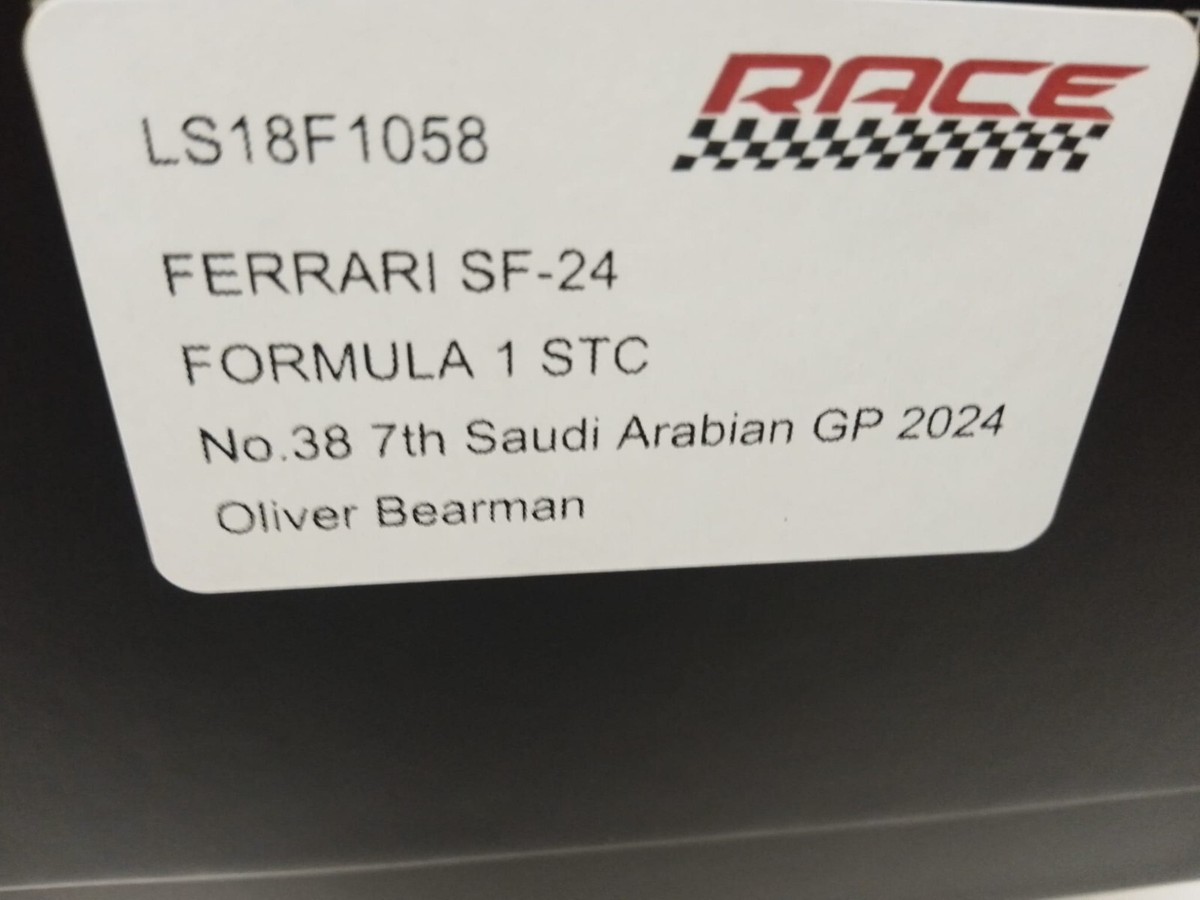 RACE
LS18F1058
FERRARI SF-24
FORMULA 1 STC
No.38 7th Saudi Arabian GP 2024
Oliver Bearman